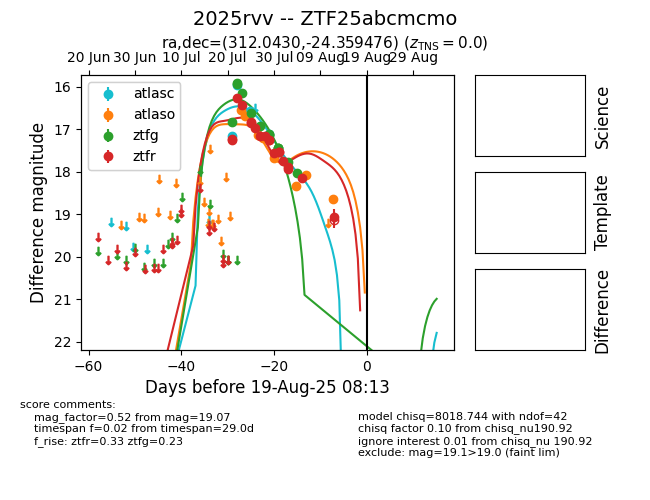 2025rvv -- ZTF25abcmcmo
ra,dec=(312.0430,-24.359476) (zTNS = 0.0)
20 Jun 30 Jun 10 Jul 20 Jul 30 Jul 09 Aug 19 Aug 29 Aug
atlasc
atlaso
ztfg
ztfr
Difference magnitude
16
17
18
19
20
21
22
−60 −40 −20 0
Days before 19-Aug-25 08:13
Science
Template
Difference
score comments:
mag_factor=0.52 from mag=19.07
timespan f=0.02 from timespan=29.0d
f_rise: ztfr=0.33 ztfg=0.23
model chisq=8018.744 with ndof=42
chisq factor 0.10 from chisq_nu190.92
ignore interest 0.01 from chisq_nu 190.92
exclude: mag=19.1>19.0 (faint lim)